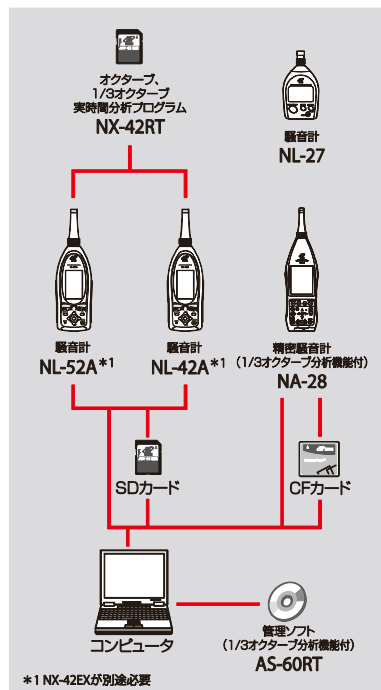 オクターブ、
1/3オクターブ
実時間分析プログラム
NX-42RT
騒音計
NL-27
騒音計
NL-52A*1
騒音計
NL-42A*1
精密騒音計
(1/3オクターブ分析機能付)
NA-28
SDカード
CFカード
コンピュータ
管理ソフト
(1/3オクターブ分析機能付)
AS-60RT
*1 NX-42EXが別途必要